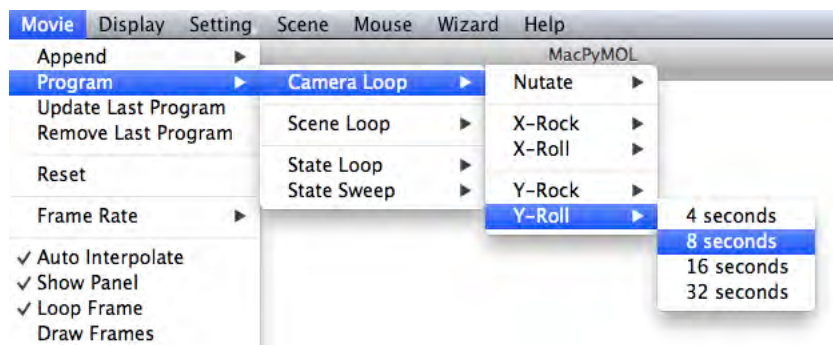 Movie Display Setting Scene Mouse Wizard Help
MacPyMOL
Append
Program
Update Last Program
Remove Last Program
Reset
Frame Rate
✓ Auto Interpolate
✓ Show Panel
✓ Loop Frame
Draw Frames
Camera Loop
Scene Loop
State Loop
State Sweep
Nutate
X-Rock
X-Roll
Y-Rock
Y-Roll
4 seconds
8 seconds
16 seconds
32 seconds